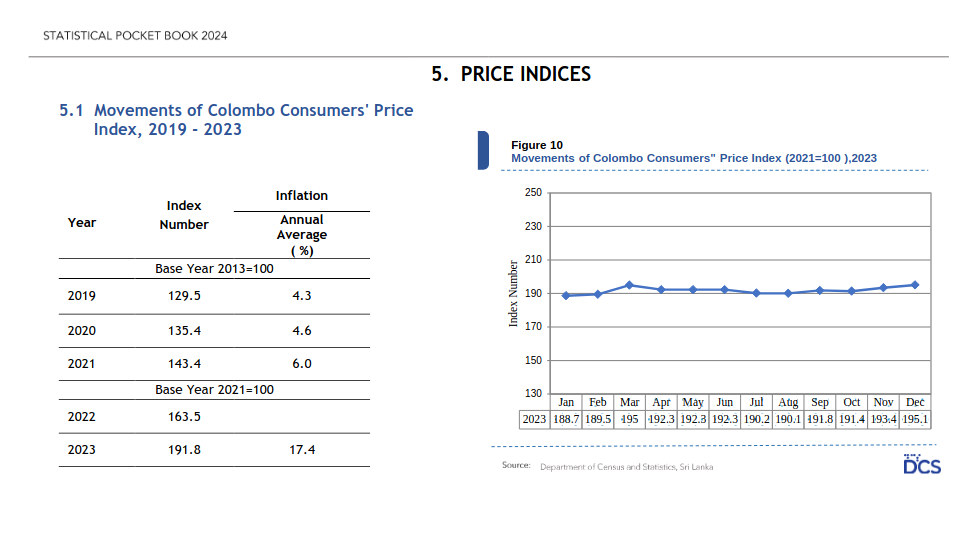 STATISTICAL POCKET BOOK 2024
5. PRICE INDICES
5.1 Movements of Colombo Consumers' Price
Index, 2019 - 2023
Year
Index
Number
Inflation
Annual
Average
( %)
Base Year 2013=100
2019 129.5 4.3
2020 135.4 4.6
2021 143.4 6.0
Base Year 2021=100
2022 163.5
2023 191.8 17.4
Figure 10
Movements of Colombo Consumers" Price Index (2021=100 ),2023
Index Number
250
230
210
190
170
150
130
Jan Feb Mar Apr May Jun Jul Aug Sep Oct Nov Dec
2023 188.7 189.5 195 192.3 192.3 192.3 190.2 190.1 191.8 191.4 193.4 195.1
Source: Department of Census and Statistics, Sri Lanka
DCS